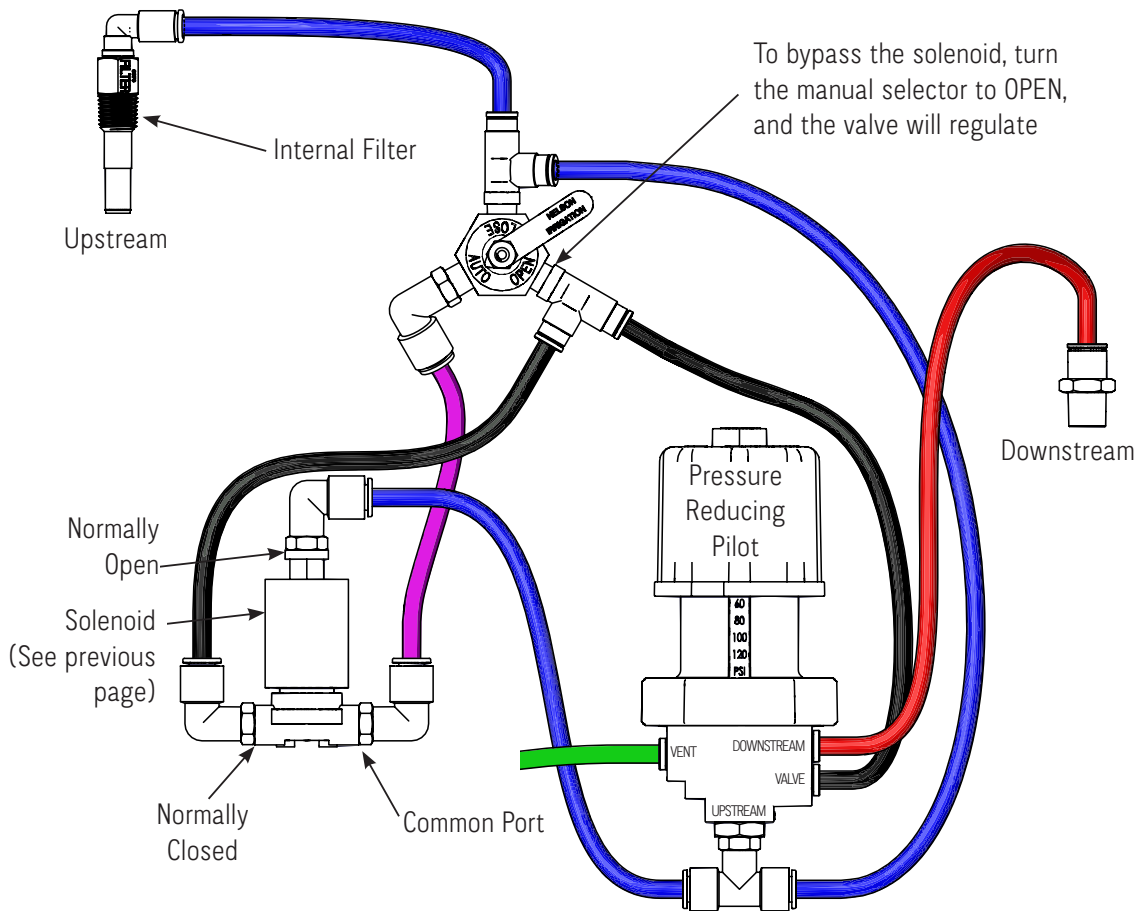 To bypass the solenoid, turn
the manual selector to OPEN,
and the valve will regulate
FILTER
Internal Filter
Upstream
NELSON
IRRIGATION
CLOSE
AUTO
OPEN
Downstream
Pressure
Reducing
Pilot
60
80
100
120
PSI
Normally
Open
Solenoid
(See previous
page)
VENT
DOWNSTREAM
VALVE
UPSTREAM
Normally
Closed
Common Port